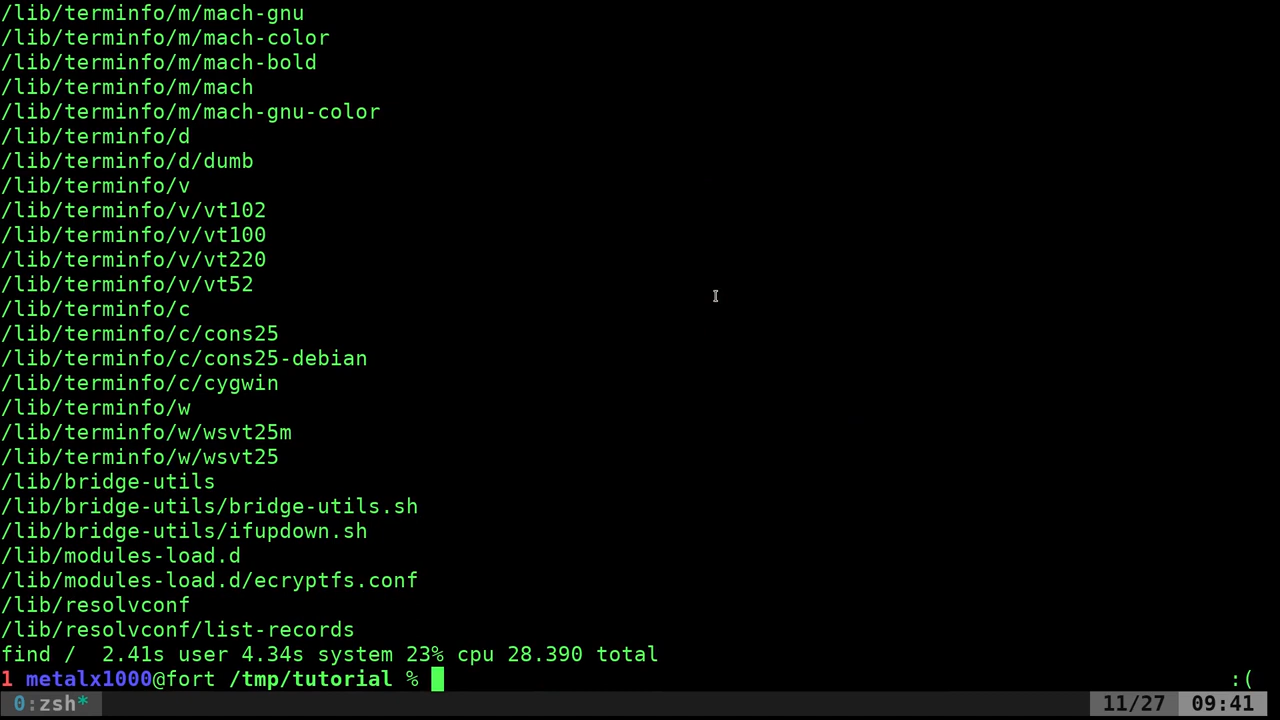 /lib/terminfo/m/mach-gnu
/lib/terminfo/m/mach-color
/lib/terminfo/m/mach-bold
/lib/terminfo/m/mach
/lib/terminfo/m/mach-gnu-color
/lib/terminfo/d
/lib/terminfo/d/dumb
/lib/terminfo/v
/lib/terminfo/v/vt102
/lib/terminfo/v/vt100
/lib/terminfo/v/vt220
/lib/terminfo/v/vt52
/lib/terminfo/c
/lib/terminfo/c/cons25
/lib/terminfo/c/cons25-debian
/lib/terminfo/c/cygwin
/lib/terminfo/w
/lib/terminfo/w/wsvt25m
/lib/terminfo/w/wsvt25
/lib/bridge-utils
/lib/bridge-utils/bridge-utils.sh
/lib/bridge-utils/ifupdown.sh
/lib/modules-load.d
/lib/modules-load.d/ecryptfs.conf
/lib/resolvconf
/lib/resolvconf/list-records
find /  2.41s user 4.34s system 23% cpu 28.390 total
1 metalx1000@fort /tmp/tutorial % :(
0:zsh* 11/27 09:41